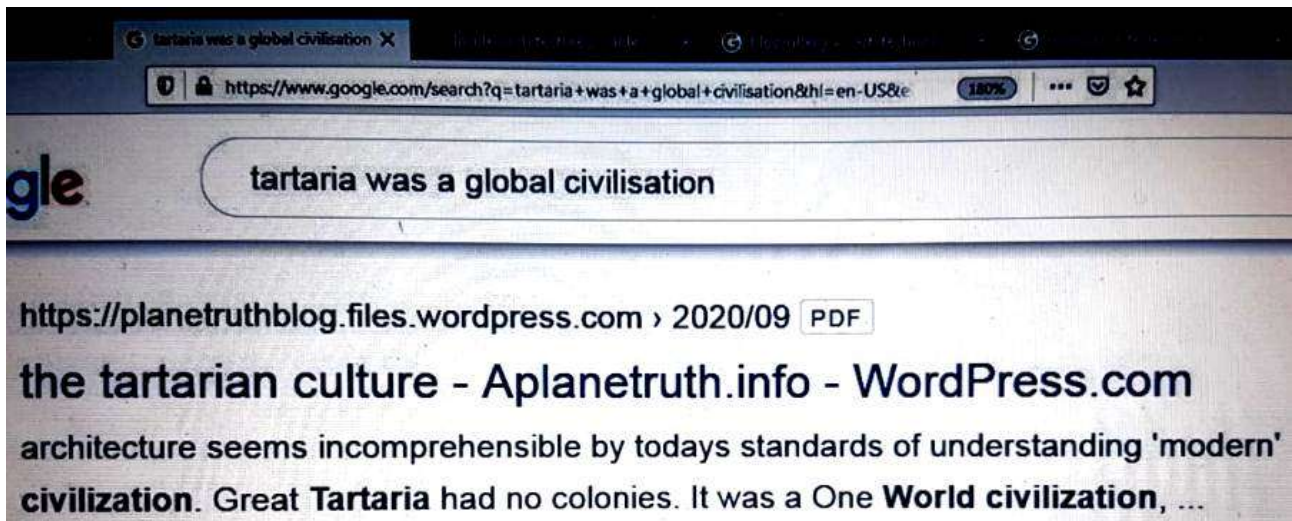 tartaria was a global civilisation
https://www.google.com/search?q=tartaria+was+a+global+civilisation&hl=en-US&e 180%
gle tartaria was a global civilisation
https://planetruthblog.files.wordpress.com › 2020/09 PDF
the tartarian culture - Aplanetruth.info - WordPress.com
architecture seems incomprehensible by todays standards of understanding 'modern'
civilization. Great Tartaria had no colonies. It was a One World civilization, ...